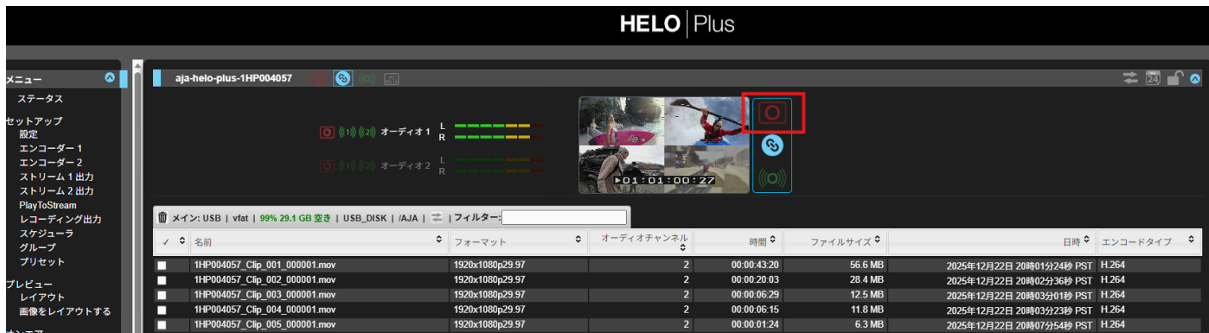 HELO Plus
メニュー
aja-helo-plus-1HP004057
24
ステータス
セットアップ
設定
エンコーダー 1
エンコーダー 2
ストリーム 1 出力
ストリーム 2 出力
PlayToStream
レコーディング出力
スケジューラ
グループ
プリセット
プレビュー
レイアウト
画像をレイアウトする
オンエア
(1) (2) オーディオ 1 L R
(1) (2) オーディオ 2 L R
▶01:01:00:27
メイン: USB | vfat | 99% 29.1 GB 空き | USB_DISK | /AJA | | フィルター:
✓ 名前 フォーマット オーディオチャンネル 時間 ファイルサイズ 日時 エンコードタイプ
1HP004057_Clip_001_000001.mov 1920x1080p29.97 2 00:00:43:20 56.6 MB 2025年12月22日 20時01分24秒 PST H.264
1HP004057_Clip_002_000001.mov 1920x1080p29.97 2 00:00:20:03 28.4 MB 2025年12月22日 20時02分36秒 PST H.264
1HP004057_Clip_003_000001.mov 1920x1080p29.97 2 00:00:06:29 12.5 MB 2025年12月22日 20時03分01秒 PST H.264
1HP004057_Clip_004_000001.mov 1920x1080p29.97 2 00:00:06:15 11.8 MB 2025年12月22日 20時03分23秒 PST H.264
1HP004057_Clip_005_000001.mov 1920x1080p29.97 2 00:00:01:24 6.3 MB 2025年12月22日 20時07分54秒 PST H.264